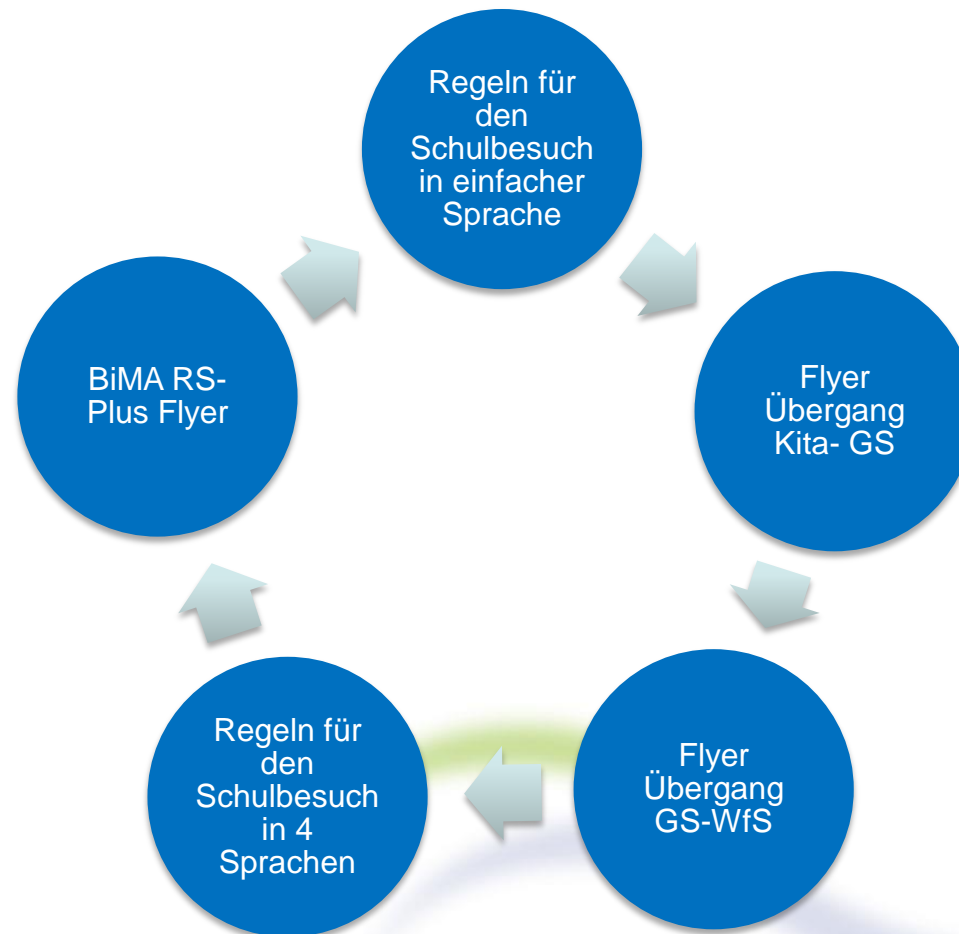 Regeln für
den
Schulbesuch
in einfacher
Sprache
Flyer
Übergang
Kita- GS
Flyer
Übergang
GS-WfS
Regeln für
den
Schulbesuch
in 4
Sprachen
BiMA RS-
Plus Flyer